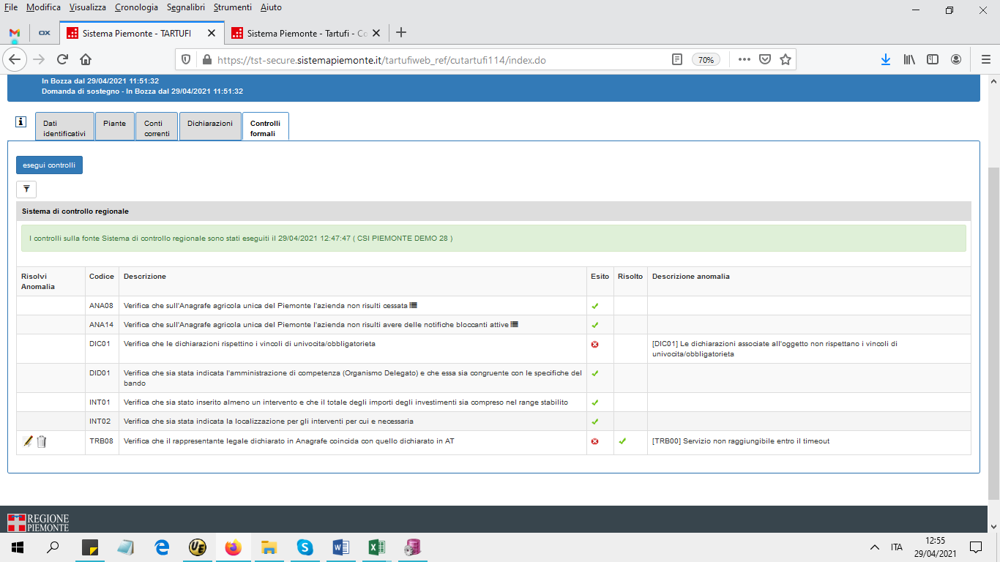 File Modifica Visualizza Cronologia Segnalibri Strumenti Aiuto
Sistema Piemonte - TARTUFI
Sistema Piemonte - Tartufi - Co
https://tst-secure.sistemapiemonte.it/tartufiweb_ref/cutartufi114/index.do
70%
In Bozza dal 29/04/2021 11:51:32
Domanda di sostegno - In Bozza dal 29/04/2021 11:51:32
Dati identificativi
Piante
Conti correnti
Dichiarazioni
Controlli formali
esegui controlli
Sistema di controllo regionale
I controlli sulla fonte Sistema di controllo regionale sono stati eseguiti il 29/04/2021 12:47:47 ( CSI PIEMONTE DEMO 28 )
Risolvi Anomalia Codice Descrizione Esito Risolto Descrizione anomalia
ANA08 Verifica che sull'Anagrafe agricola unica del Piemonte l'azienda non risulti cessata
ANA14 Verifica che sull'Anagrafe agricola unica del Piemonte l'azienda non risulti avere delle notifiche bloccanti attive
DIC01 Verifica che le dichiarazioni rispettino i vincoli di univocita/obbligatorieta [DIC01] Le dichiarazioni associate all'oggetto non rispettano i vincoli di
univocita/obbligatorieta
DID01 Verifica che sia stata indicata l'amministrazione di competenza (Organismo Delegato) e che essa sia congruente con le specifiche del
bando
INT01 Verifica che sia stato inserito almeno un intervento e che il totale degli importi degli investimenti sia compreso nel range stabilito
INT02 Verifica che sia stata indicata la localizzazione per gli interventi per cui e necessaria
TRB08 Verifica che il rappresentante legale dichiarato in Anagrafe coincida con quello dichiarato in AT [TRB00] Servizio non raggiungibile entro il timeout
REGIONE
PIEMONTE
ITA
12:55
29/04/2021